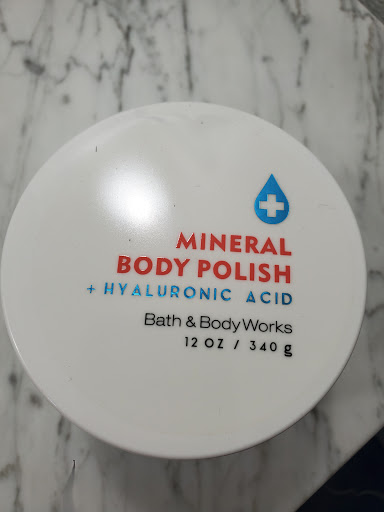 MINERAL
BODY POLISH
+ HYALURONIC ACID
Bath & Body Works
12 OZ / 340 g